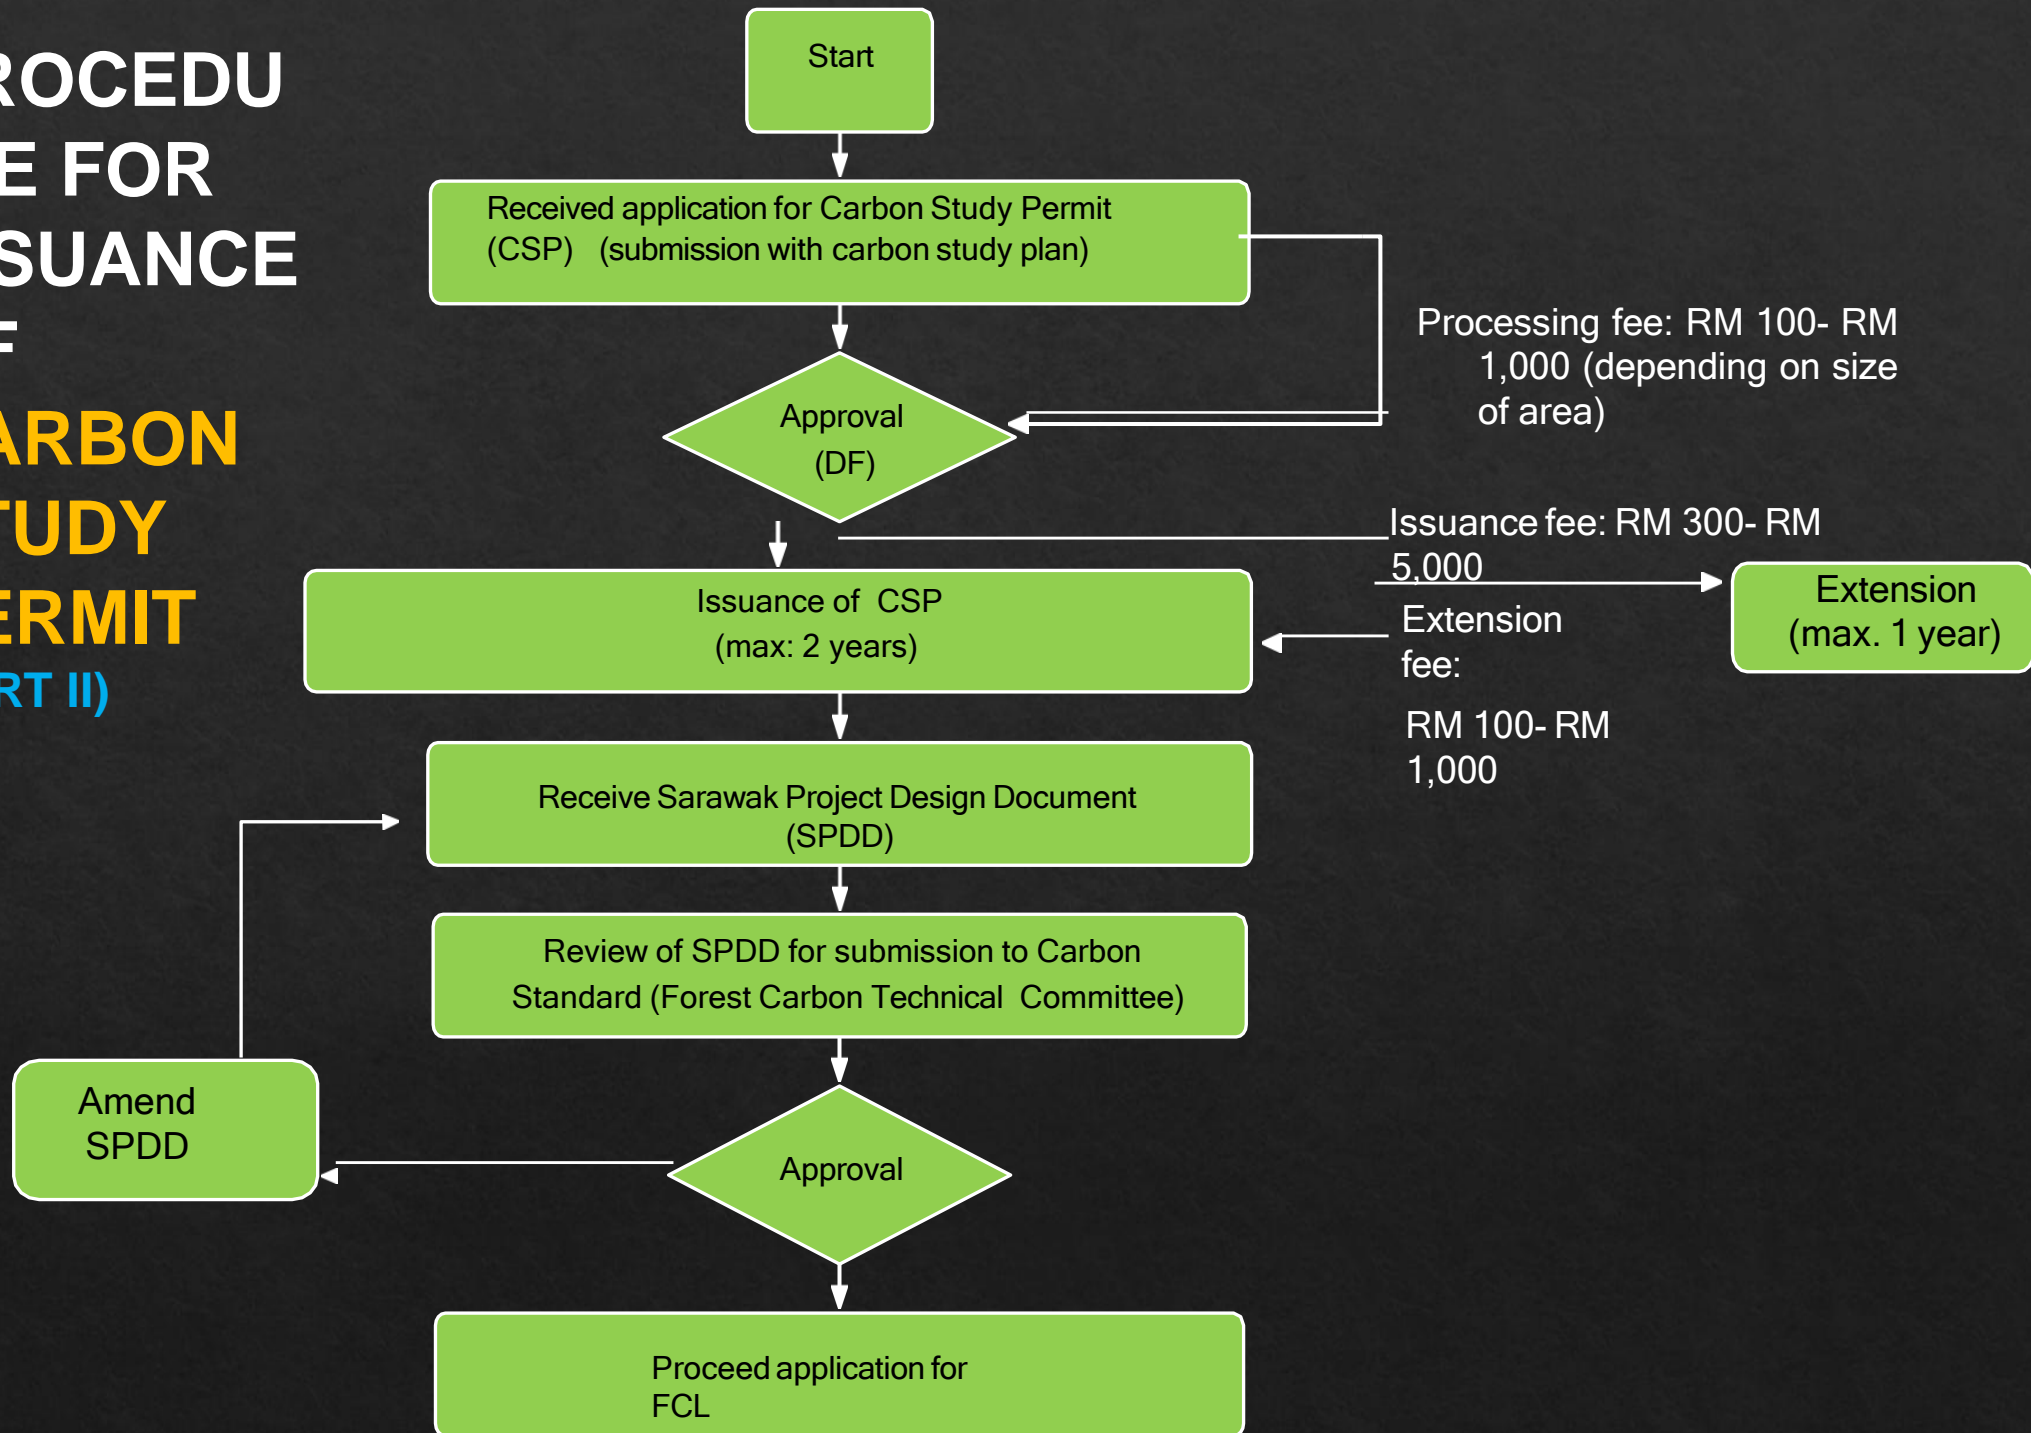 ROCEDU
E FOR
SUANCE
F
ARBON
TUDY
ERMIT
RT II)
Start
Received application for Carbon Study Permit
(CSP) (submission with carbon study plan)
Processing fee: RM 100- RM
1,000 (depending on size
of area)
Approval
(DF)
Issuance fee: RM 300- RM
5,000
Issuance of CSP
(max: 2 years)
Extension
fee:
RM 100- RM
1,000
Extension
(max. 1 year)
Receive Sarawak Project Design Document
(SPDD)
Review of SPDD for submission to Carbon
Standard (Forest Carbon Technical Committee)
Amend
SPDD
Approval
Proceed application for
FCL